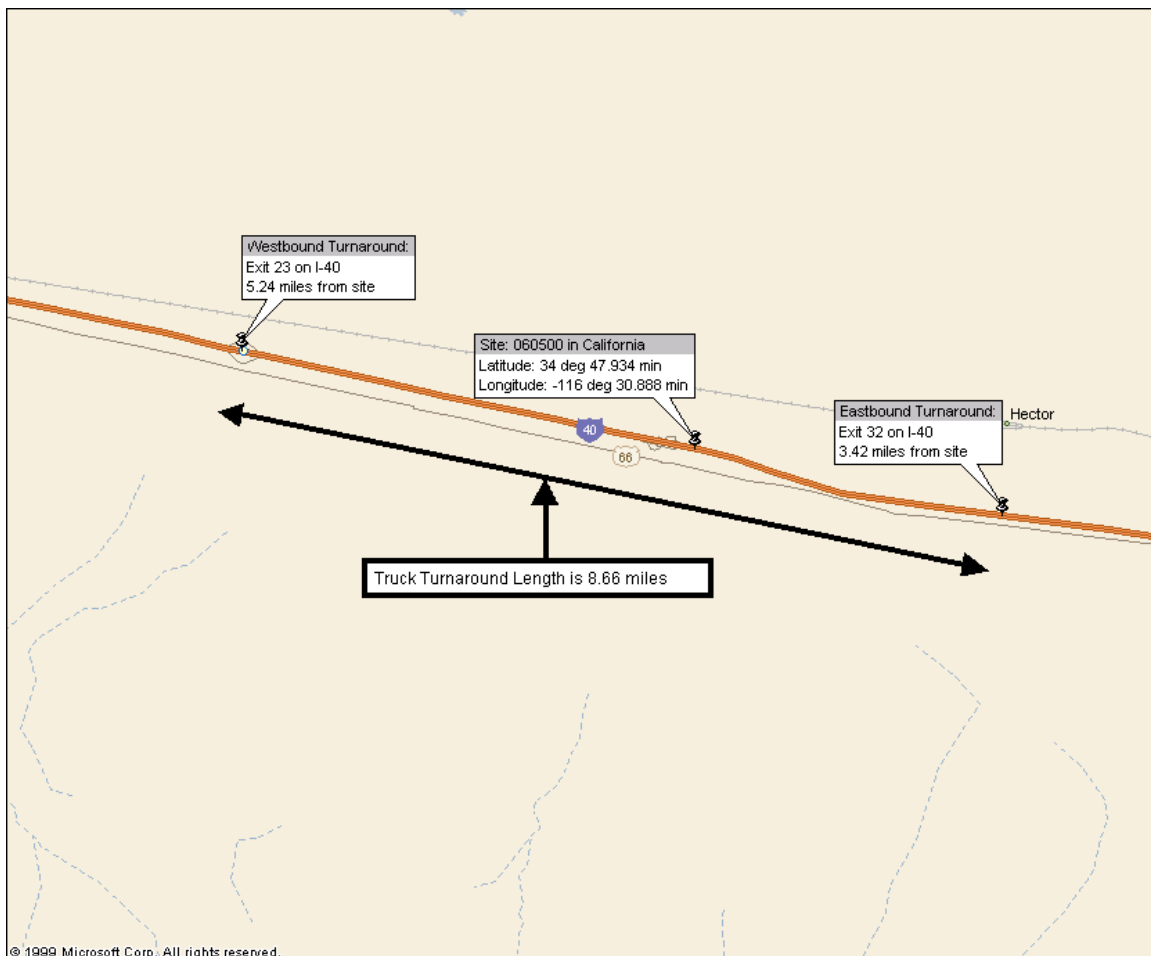 Westbound Turnaround:
Exit 23 on I-40
5.24 miles from site
Site: 060500 in California
Latitude: 34 deg 47.934 min
Longitude: -116 deg 30.888 min
Eastbound Turnaround:
Exit 32 on I-40
3.42 miles from site
Hector
40
66
Truck Turnaround Length is 8.66 miles
© 1999 Microsoft Corp. All rights reserved.